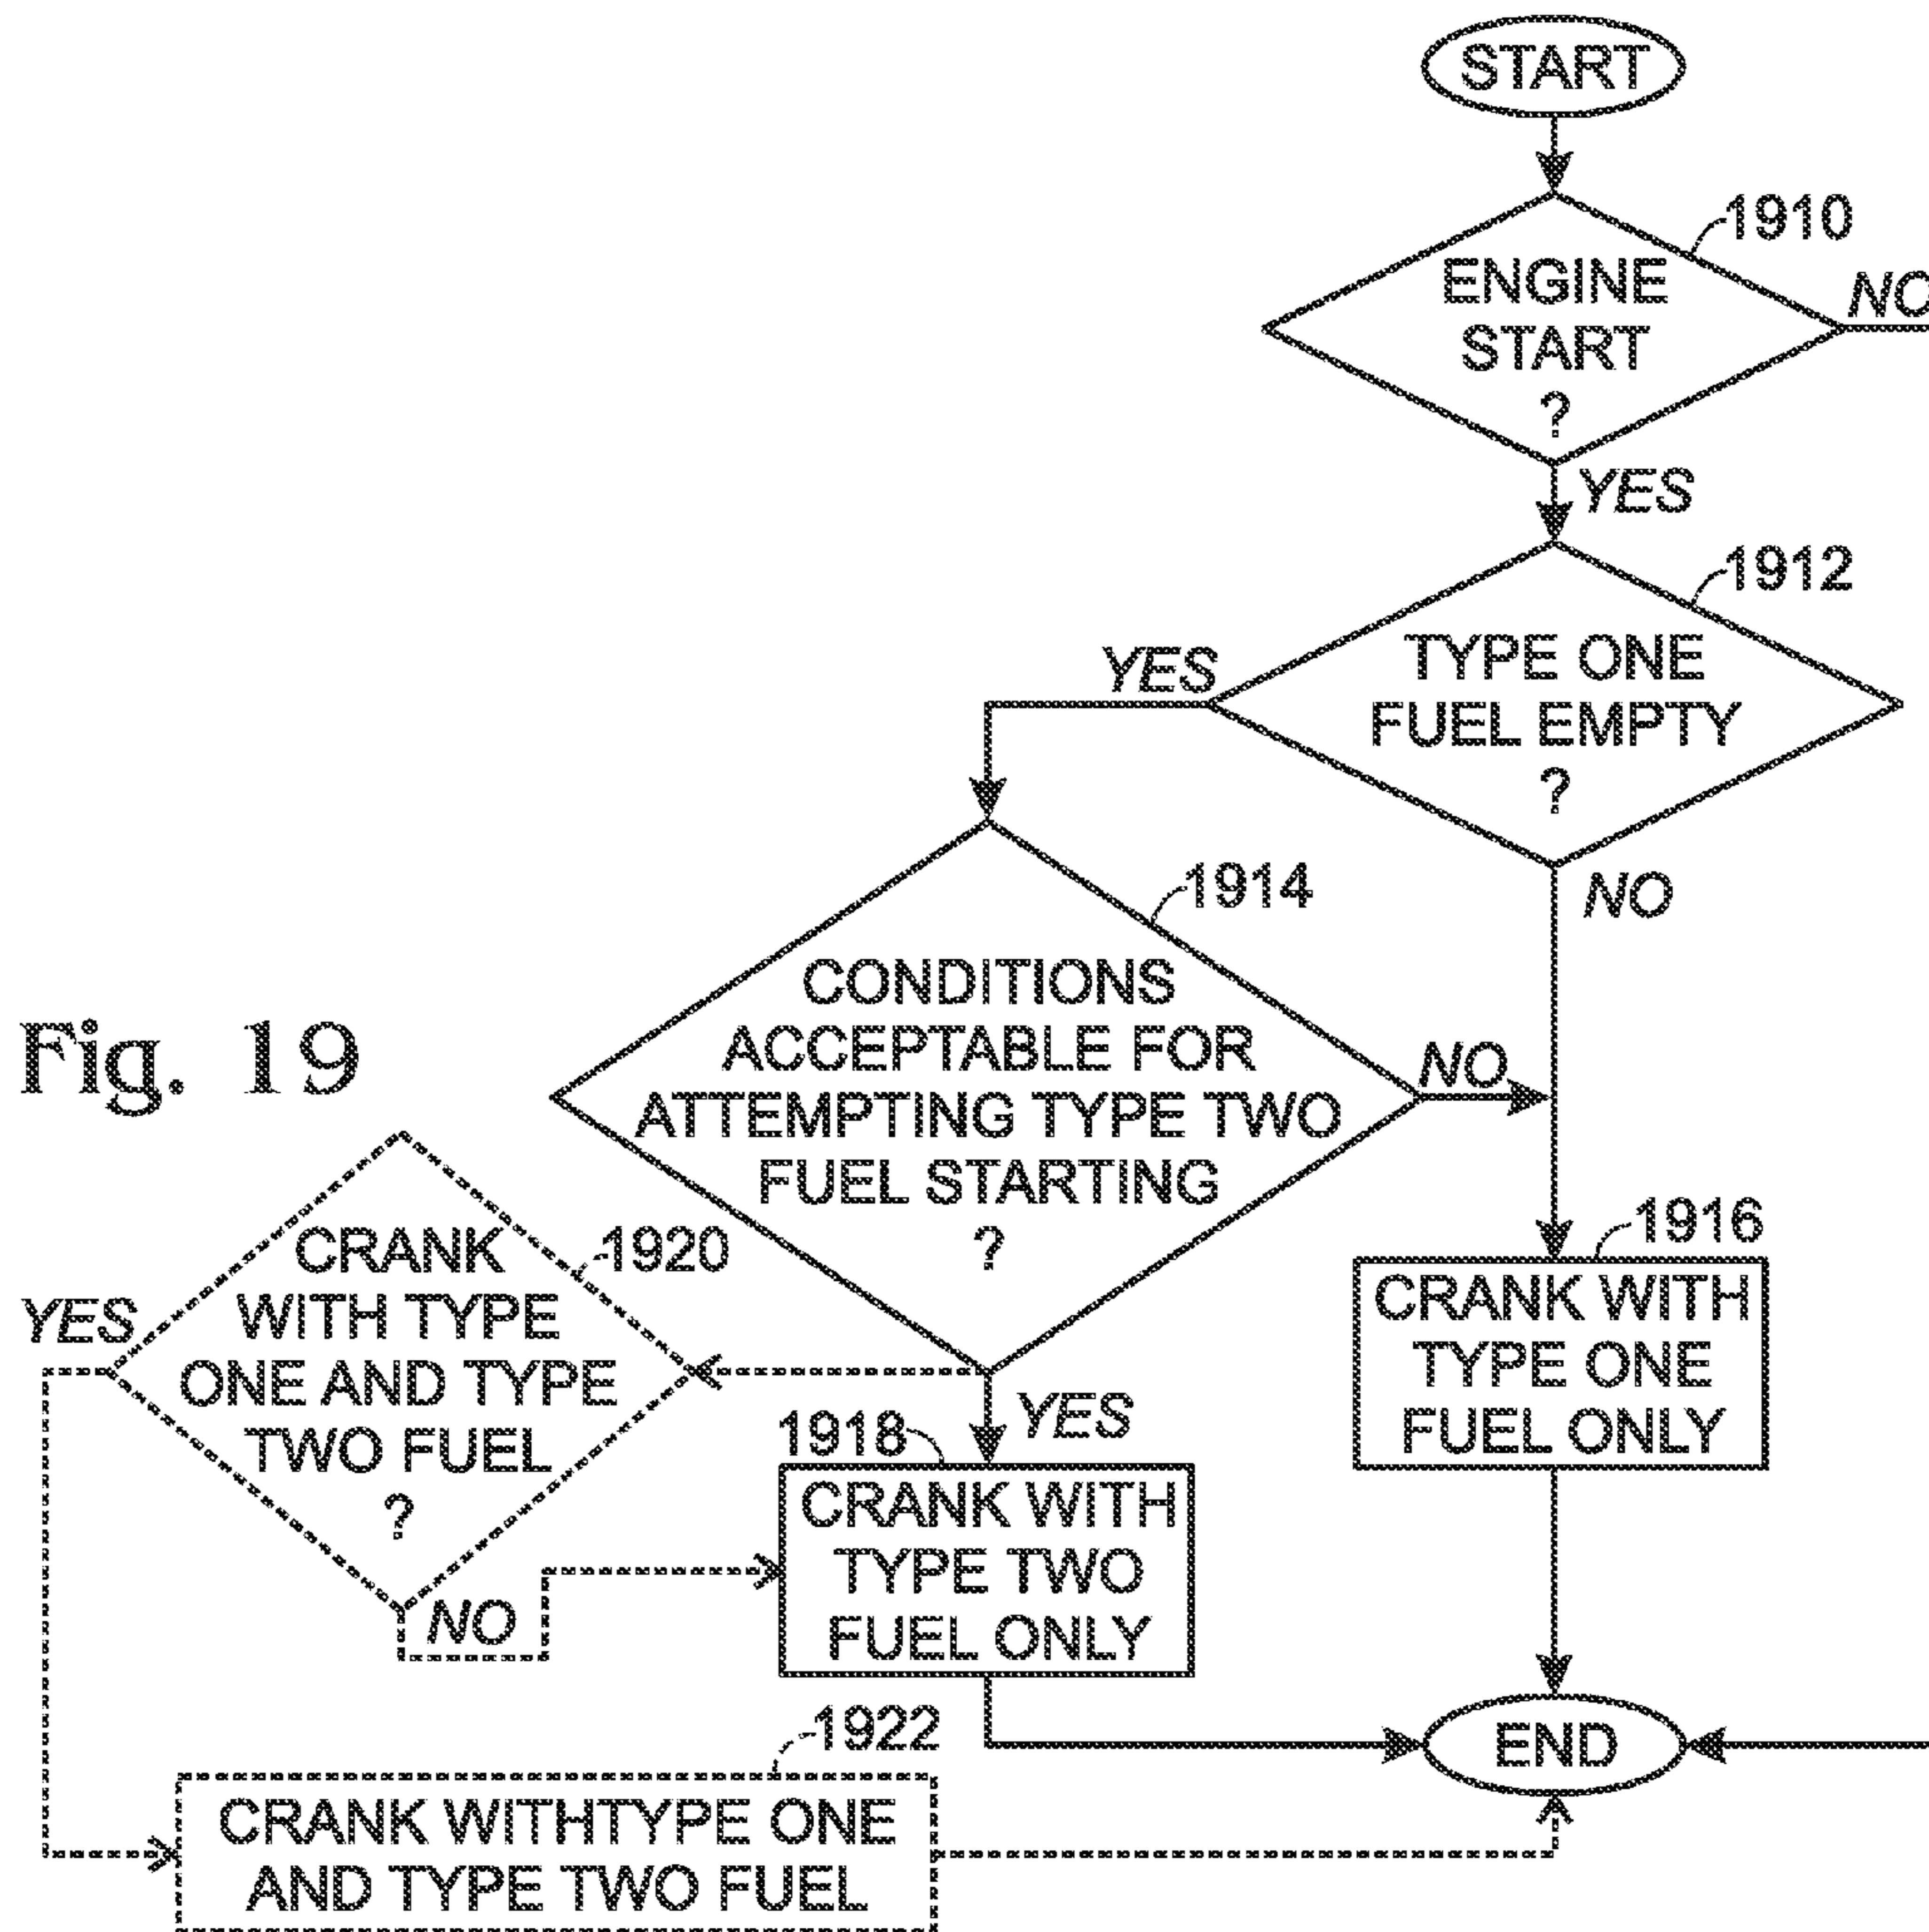 START
1910
ENGINE
START
?
NO
YES
1912
TYPE ONE
FUEL EMPTY
?
YES
NO
1914
CONDITIONS
ACCEPTABLE FOR
ATTEMPTING TYPE TWO
FUEL STARTING
?
NO
YES
Fig. 19
1916
CRANK WITH
TYPE ONE
FUEL ONLY
1920
CRANK
WITH TYPE
ONE AND TYPE
TWO FUEL
?
YES
NO
1918
CRANK WITH
TYPE TWO
FUEL ONLY
1922
CRANK WITHTYPE ONE
AND TYPE TWO FUEL
END